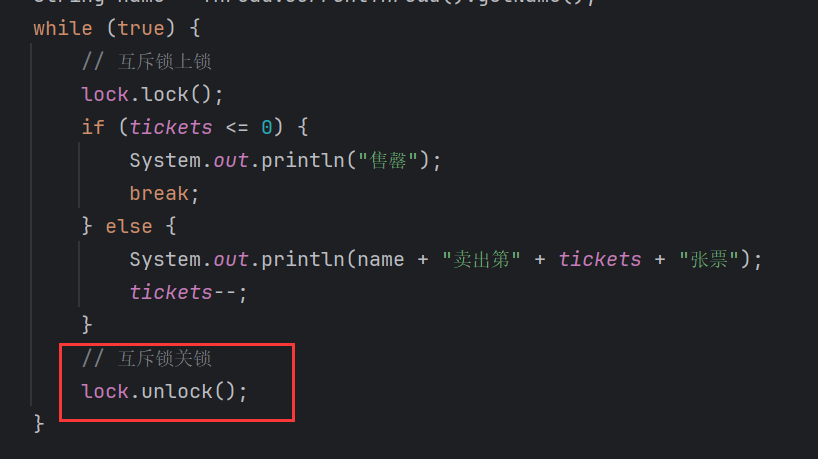 while (true) {
// 互斥锁上锁
lock.lock();
if (tickets <= 0) {
System.out.println("售罄");
break;
} else {
System.out.println(name + "卖出第" + tickets + "张票");
tickets--;
}
// 互斥锁关锁
lock.unlock();
}